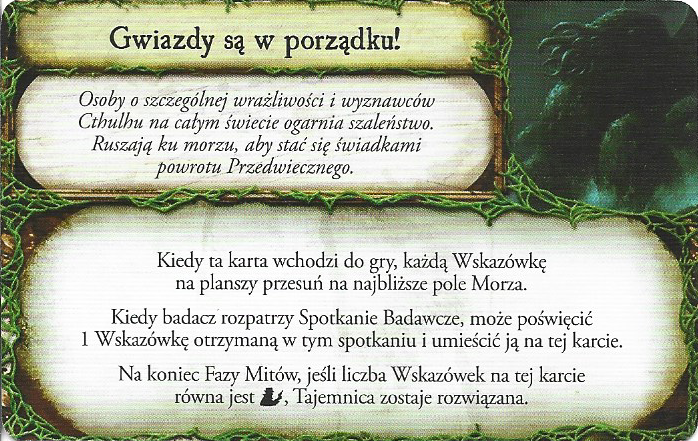 Gwiazdy są w porządku!
Osoby o szczególnej wrażliwości i wyznawców
Cthulhu na całym świecie ogarnia szaleństwo.
Ruszają ku morzu, aby stać się świadkami
powrotu Przedwiecznego.
Kiedy ta karta wchodzi do gry, każdą Wskazówkę
na planszy przesuń na najbliższe pole Morza.
Kiedy badacz rozpatrzy Spotkanie Badawcze, może poświęcić
1 Wskazówkę otrzymaną w tym spotkaniu i umieścić ją na tej karcie.
Na koniec Fazy Mitów, jeśli liczba Wskazówek na tej karcie
równa jest , Tajemnica zostaje rozwiązana.